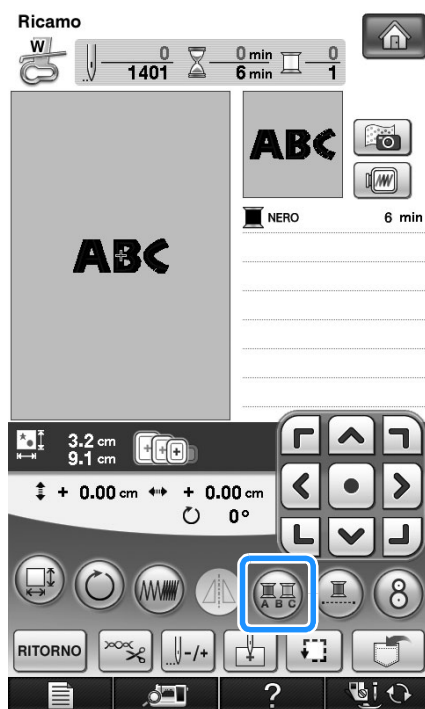 Ricamo
W
0 0 min 0
1401 6 min 1
ABC
ABC
NERO 6 min
3.2 cm
9.1 cm
+ 0.00 cm + 0.00 cm
0°
A B C
8
RITORNO
-/+
?